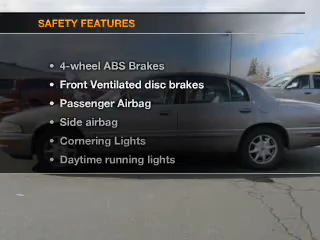 SAFETY FEATURES
• 4-wheel ABS Brakes
• Front Ventilated disc brakes
• Passenger Airbag
• Side airbag
• Cornering Lights
• Daytime running lights